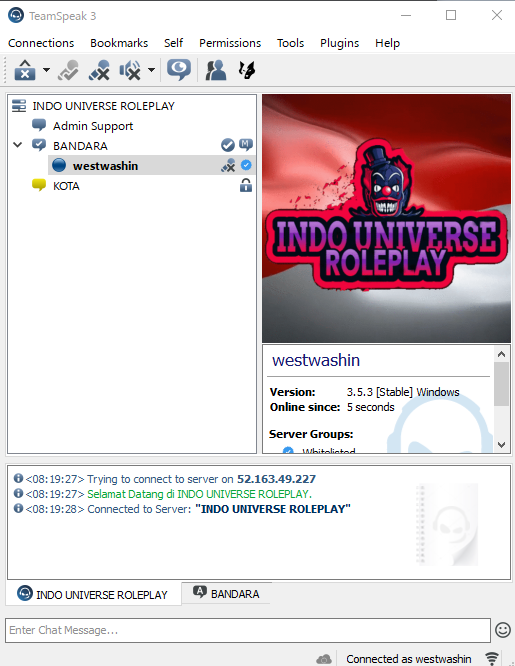 TeamSpeak 3
Connections Bookmarks Self Permissions Tools Plugins Help
INDO UNIVERSE ROLEPLAY
Admin Support
BANDARA
M
westwashin
KOTA
INDO UNIVERSE
ROLEPLAY
westwashin
Version: 3.5.3 [Stable] Windows
Online since: 5 seconds
Server Groups:
Whitelisted
<08:19:27> Trying to connect to server on 52.163.49.227
<08:19:27> Selamat Datang di INDO UNIVERSE ROLEPLAY.
<08:19:28> Connected to Server: "INDO UNIVERSE ROLEPLAY"
INDO UNIVERSE ROLEPLAY
A BANDARA
Enter Chat Message...
Connected as westwashin